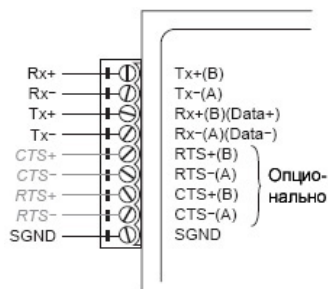 Rx+ Tx+(B)
Rx− Tx−(A)
Tx+ Rx+(B)(Data+)
Tx− Rx−(A)(Data−)
CTS+ RTS+(B)
CTS− RTS−(A)
RTS+ CTS+(B)
RTS− CTS−(A)
SGND SGND
Опцио-
нально